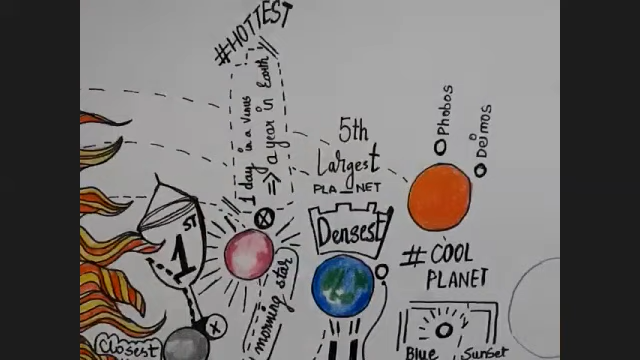 #HOTTEST
1 day in a Venus
=> a year in Earth
1ST
Closest
morning star
5th
Largest
PLA_NET
Densest
Phobos
Deimos
# COOL
PLANET
Blue Sunset